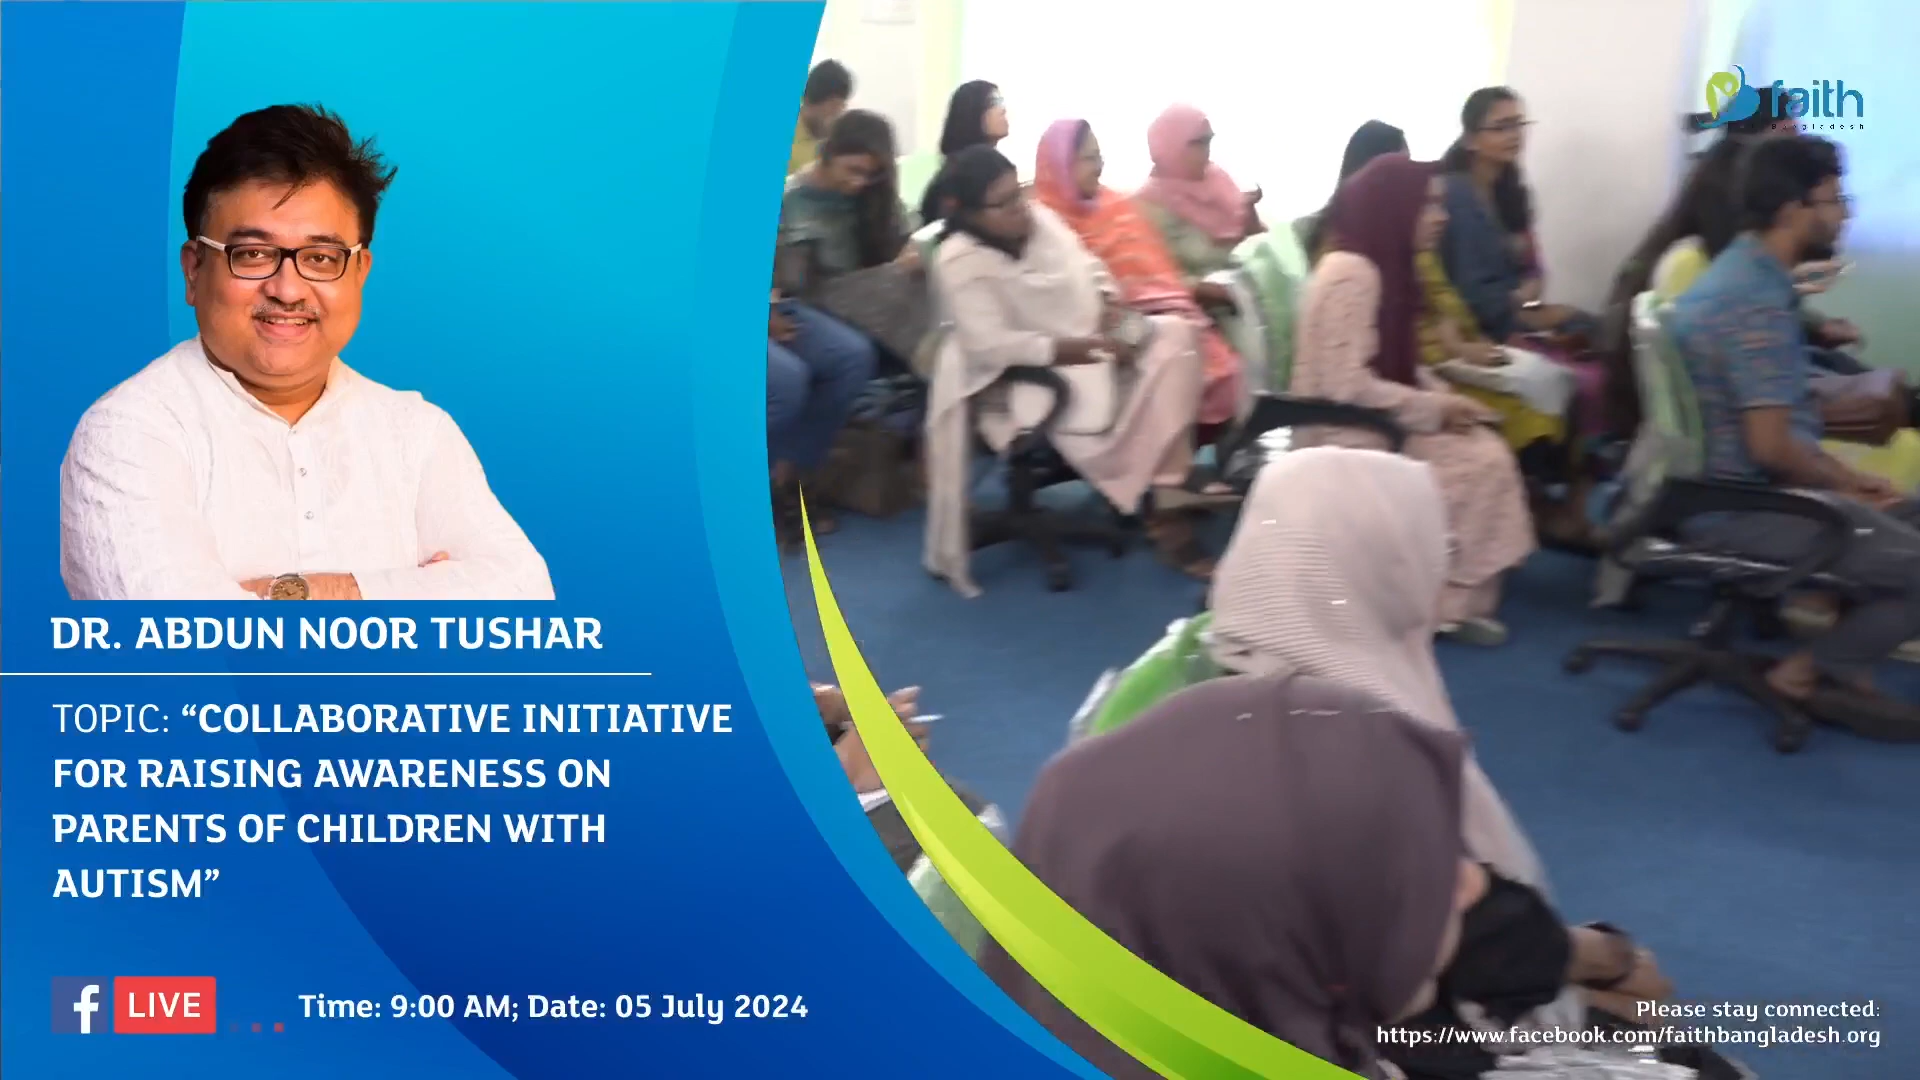 faith
Bangladesh
DR. ABDUN NOOR TUSHAR
TOPIC: “COLLABORATIVE INITIATIVE
FOR RAISING AWARENESS ON
PARENTS OF CHILDREN WITH
AUTISM”
f LIVE
Time: 9:00 AM; Date: 05 July 2024
Please stay connected:
https://www.facebook.com/faithbangladesh.org